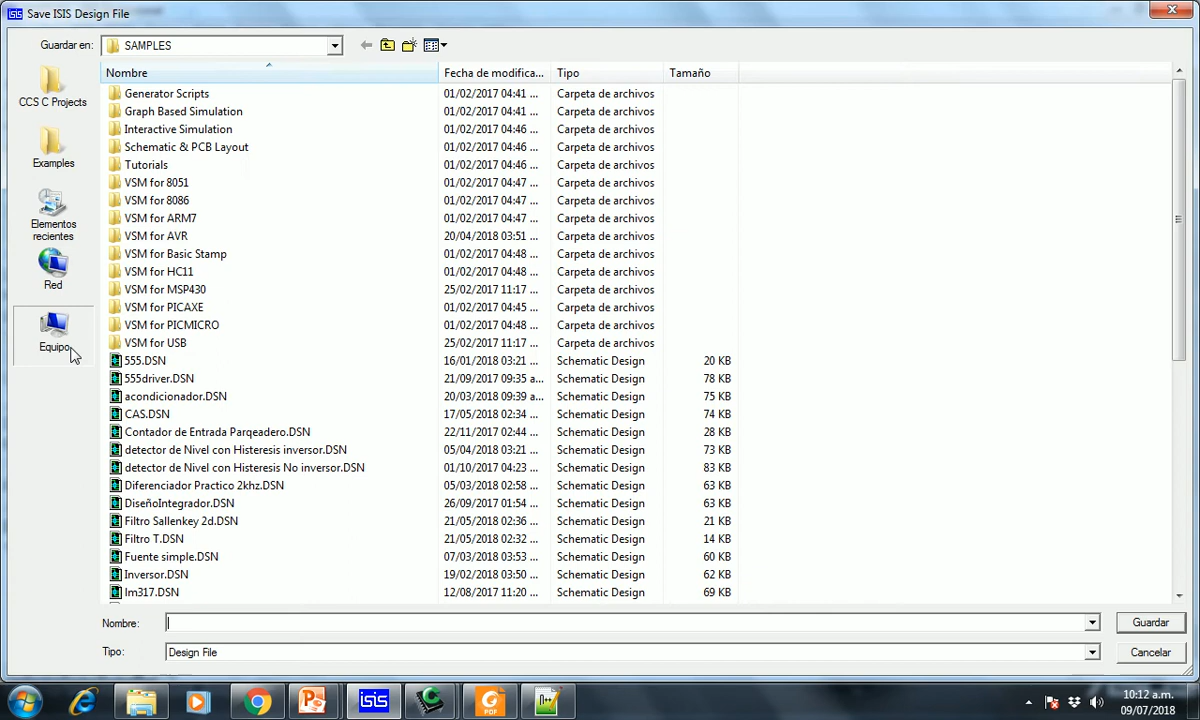 isis Save ISIS Design File
Guardar en: SAMPLES
Nombre Fecha de modifica... Tipo Tamaño
CCS C Projects
Examples
Elementos
recientes
Red
Equipo
Generator Scripts 01/02/2017 04:41 ... Carpeta de archivos
Graph Based Simulation 01/02/2017 04:41 ... Carpeta de archivos
Interactive Simulation 01/02/2017 04:46 ... Carpeta de archivos
Schematic & PCB Layout 01/02/2017 04:46 ... Carpeta de archivos
Tutorials 01/02/2017 04:46 ... Carpeta de archivos
VSM for 8051 01/02/2017 04:47 ... Carpeta de archivos
VSM for 8086 01/02/2017 04:47 ... Carpeta de archivos
VSM for ARM7 01/02/2017 04:47 ... Carpeta de archivos
VSM for AVR 20/04/2018 03:51 ... Carpeta de archivos
VSM for Basic Stamp 01/02/2017 04:48 ... Carpeta de archivos
VSM for HC11 01/02/2017 04:48 ... Carpeta de archivos
VSM for MSP430 25/02/2017 11:17 ... Carpeta de archivos
VSM for PICAXE 01/02/2017 04:45 ... Carpeta de archivos
VSM for PICMICRO 01/02/2017 04:48 ... Carpeta de archivos
VSM for USB 25/02/2017 11:17 ... Carpeta de archivos
555.DSN 16/01/2018 03:21 ... Schematic Design 20 KB
555driver.DSN 21/09/2017 09:35 a... Schematic Design 78 KB
acondicionador.DSN 20/03/2018 09:39 a... Schematic Design 75 KB
CAS.DSN 17/05/2018 02:34 ... Schematic Design 74 KB
Contador de Entrada Parqeadero.DSN 22/11/2017 02:44 ... Schematic Design 28 KB
detector de Nivel con Histeresis inversor.DSN 05/04/2018 03:21 ... Schematic Design 73 KB
detector de Nivel con Histeresis No inversor.DSN 01/10/2017 04:23 ... Schematic Design 83 KB
Diferenciador Practico 2khz.DSN 05/03/2018 02:58 ... Schematic Design 63 KB
DiseñoIntegrador.DSN 26/09/2017 01:54 ... Schematic Design 63 KB
Filtro Sallenkey 2d.DSN 21/05/2018 02:36 ... Schematic Design 21 KB
Filtro T.DSN 21/05/2018 02:32 ... Schematic Design 14 KB
Fuente simple.DSN 07/03/2018 03:53 ... Schematic Design 60 KB
Inversor.DSN 19/02/2018 03:50 ... Schematic Design 62 KB
lm317.DSN 12/08/2017 11:20 ... Schematic Design 69 KB
Nombre: Guardar
Tipo: Design File Cancelar
isis PDF 10:12 a.m.
09/07/2018